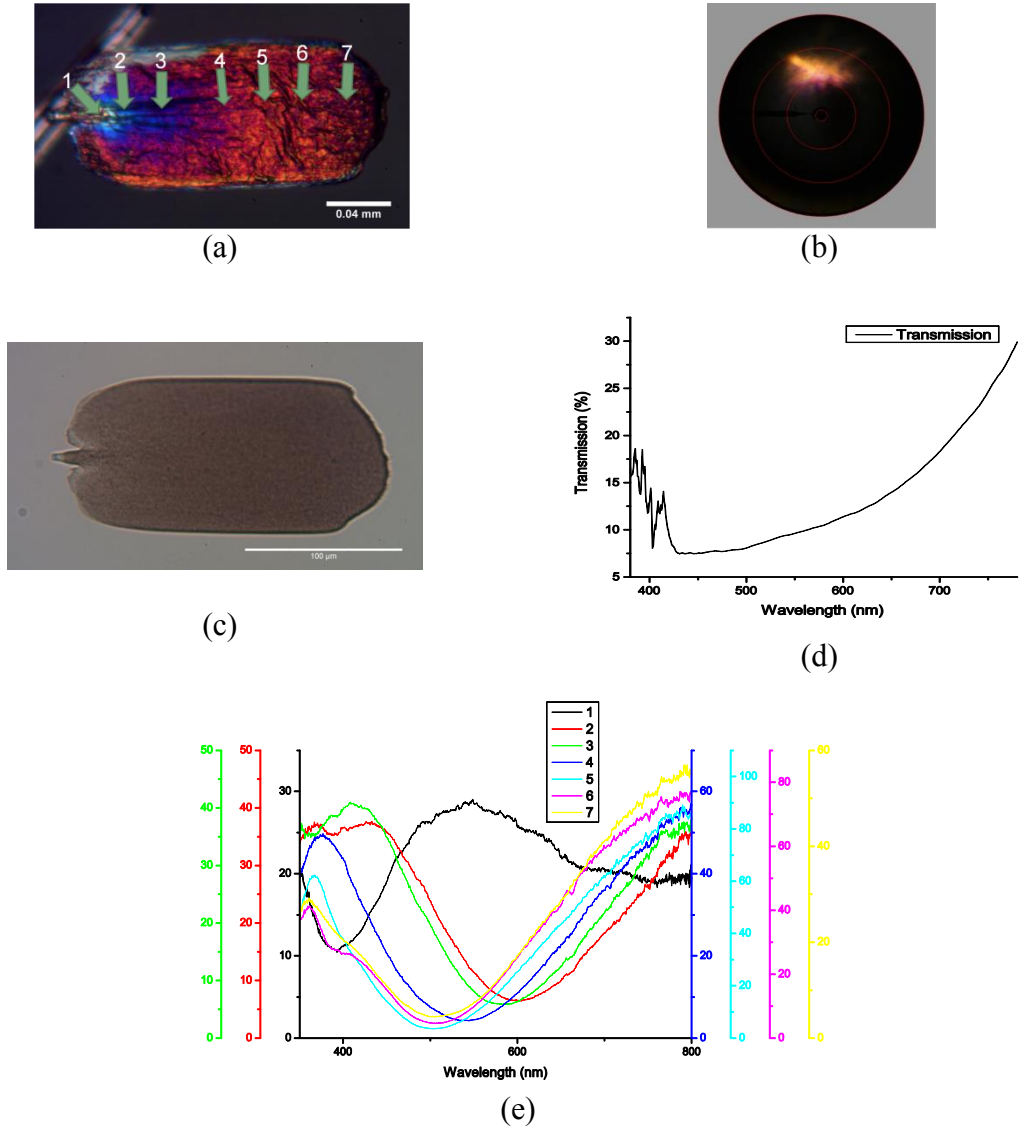 1 2 3 4 5 6 7
0.04 mm
(a)
(b)
100 µm
(c)
Transmission
Transmission (%)
30
25
20
15
10
5
400 500 600 700
Wavelength (nm)
(d)
1
2
3
4
5
6
7
50 50 30 60 100 80 60
40 40 80 60 40
30 30 20 40 60
20 20 10 20 40 40 20
10 10 20 20
0 0 0 0 0 0 0
400 600 800
Wavelength (nm)
(e)